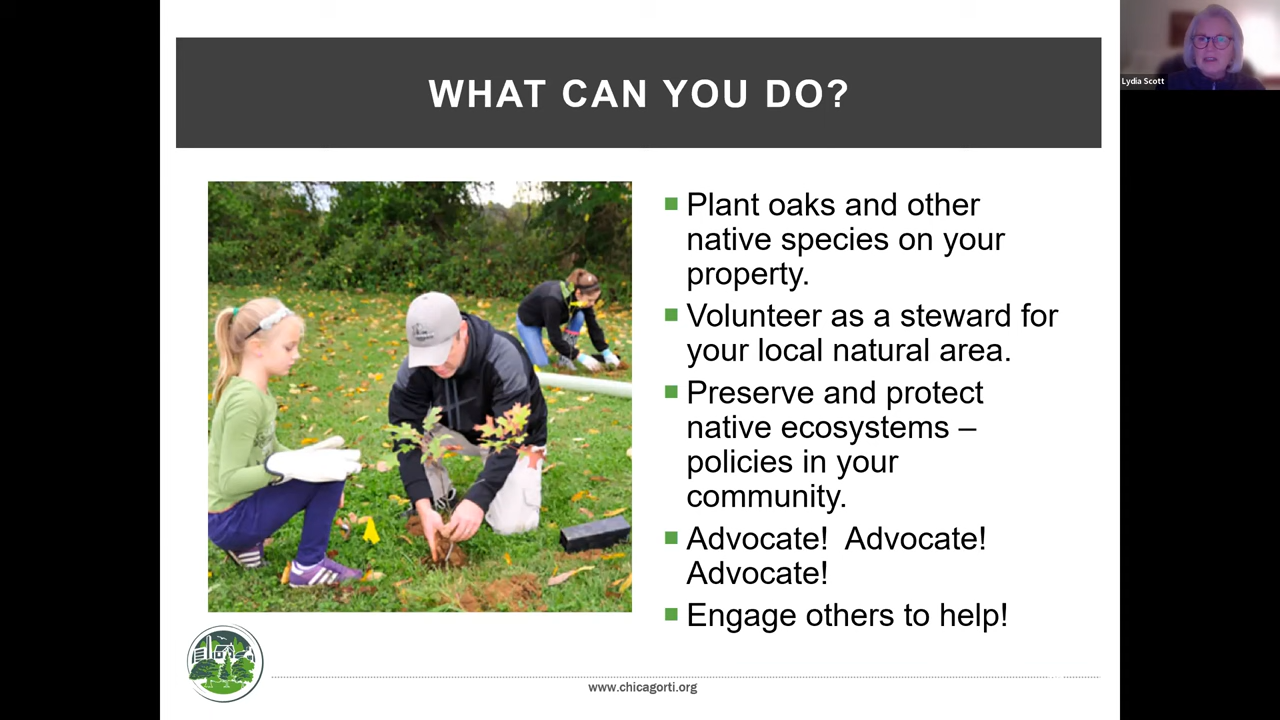 WHAT CAN YOU DO?
Lydia Scott
Plant oaks and other
native species on your
property.
Volunteer as a steward for
your local natural area.
Preserve and protect
native ecosystems –
policies in your
community.
Advocate!  Advocate!
Advocate!
Engage others to help!
www.chicagorti.org